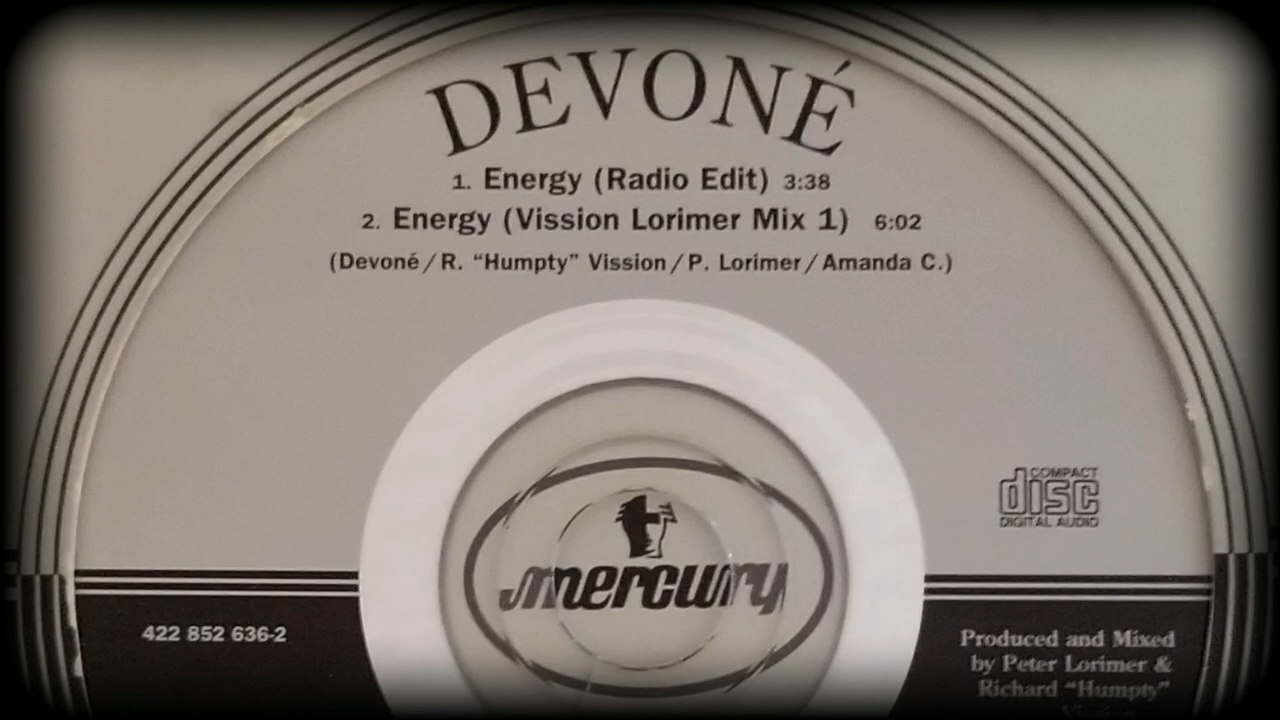 DEVONÉ
1. Energy (Radio Edit) 3:38
2. Energy (Vission Lorimer Mix 1) 6:02
(Devoné / R. “Humpty” Vission / P. Lorimer / Amanda C.)
COMPACT
disc
DIGITAL AUDIO
mercury
422 852 636-2
Produced and Mixed
by Peter Lorimer &
Richard “Humpty”